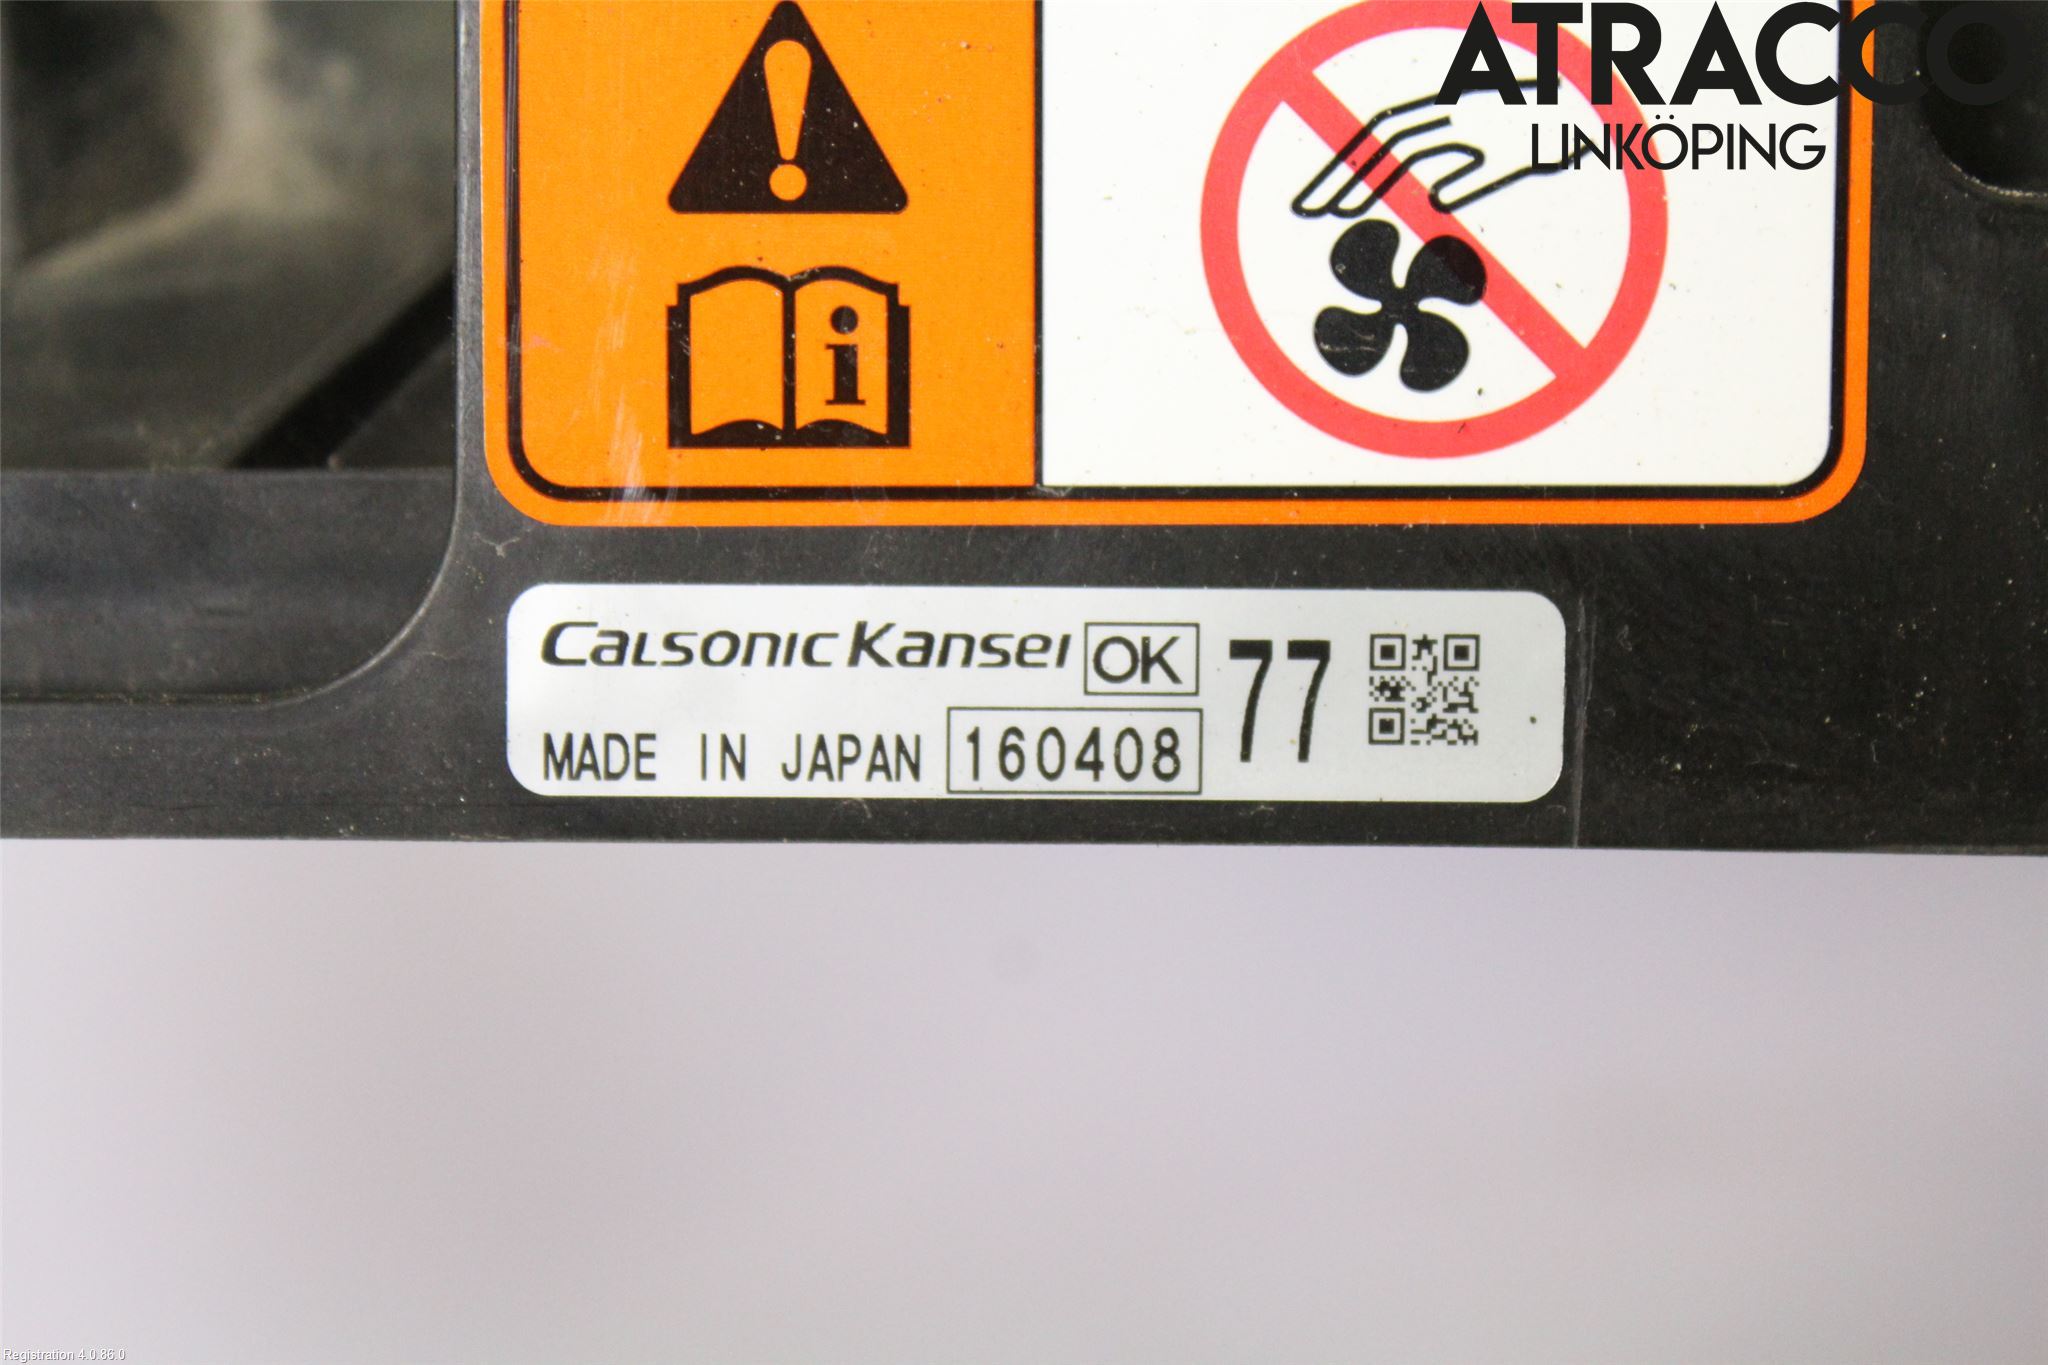 ATRACCO
LINKÖPING
CalsonicKansei OK 77
MADE IN JAPAN 160408
Registration 4.0.86.0